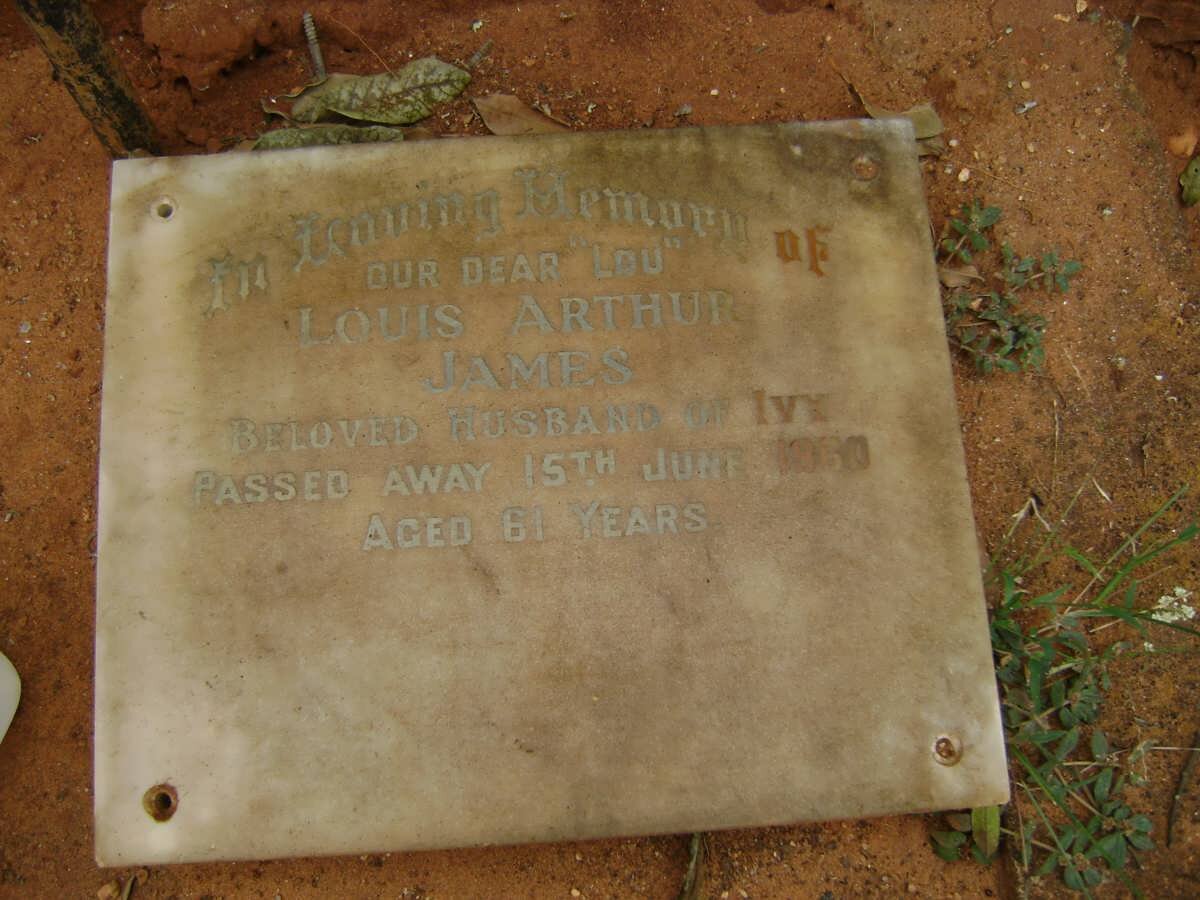 In Loving Memory of
OUR DEAR "LOU"
LOUIS ARTHUR
JAMES
BELOVED HUSBAND OF IVY
PASSED AWAY 15TH JUNE
AGED 61 YEARS.